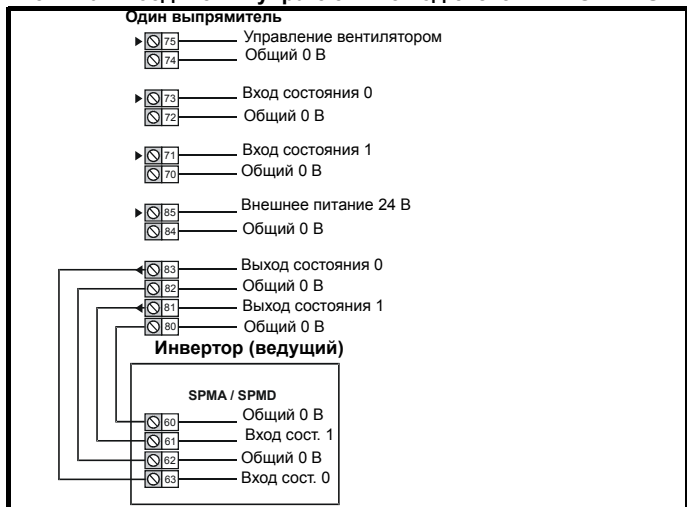 Один выпрямитель
75 Управление вентилятором
74 Общий 0 В
73 Вход состояния 0
72 Общий 0 В
71 Вход состояния 1
70 Общий 0 В
85 Внешнее питание 24 В
84 Общий 0 В
83 Выход состояния 0
82 Общий 0 В
81 Выход состояния 1
80 Общий 0 В
Инвертор (ведущий)
SPMA / SPMD
60 Общий 0 В
61 Вход сост. 1
62 Общий 0 В
63 Вход сост. 0